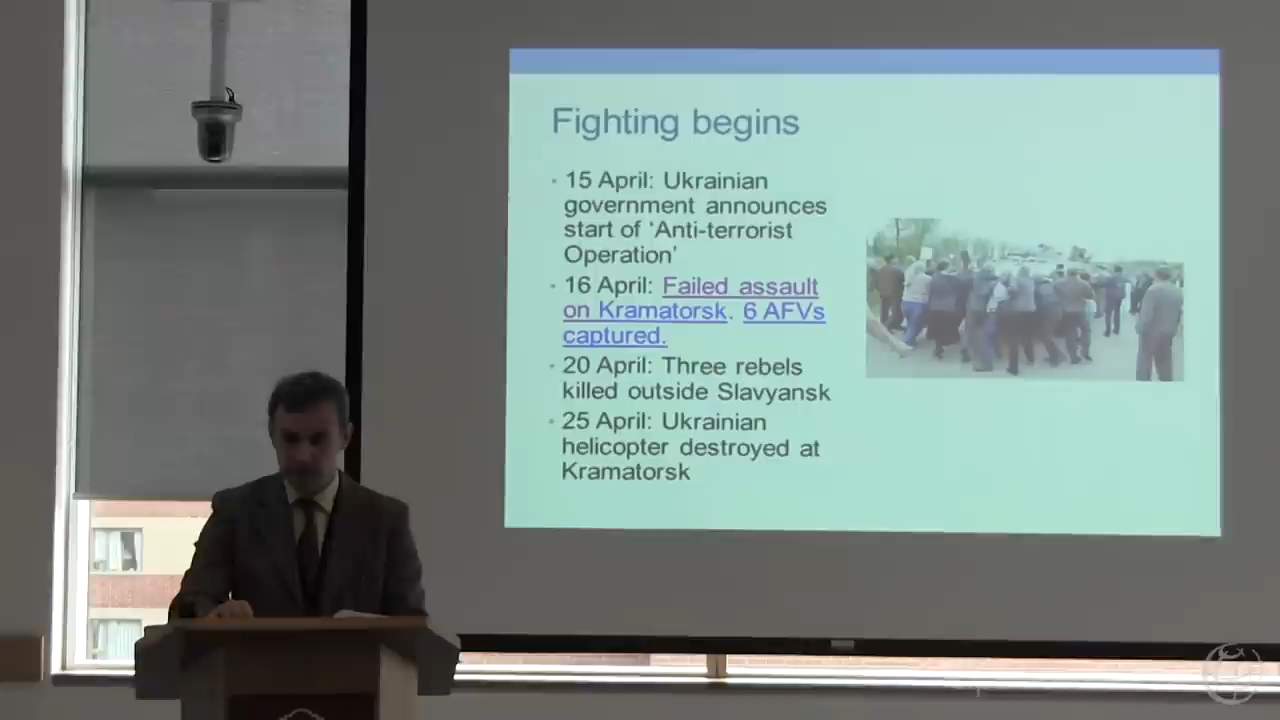 Fighting begins
· 15 April: Ukrainian
government announces
start of ‘Anti-terrorist
Operation’
· 16 April: Failed assault
on Kramatorsk. 6 AFVs
captured.
· 20 April: Three rebels
killed outside Slavyansk
· 25 April: Ukrainian
helicopter destroyed at
Kramatorsk